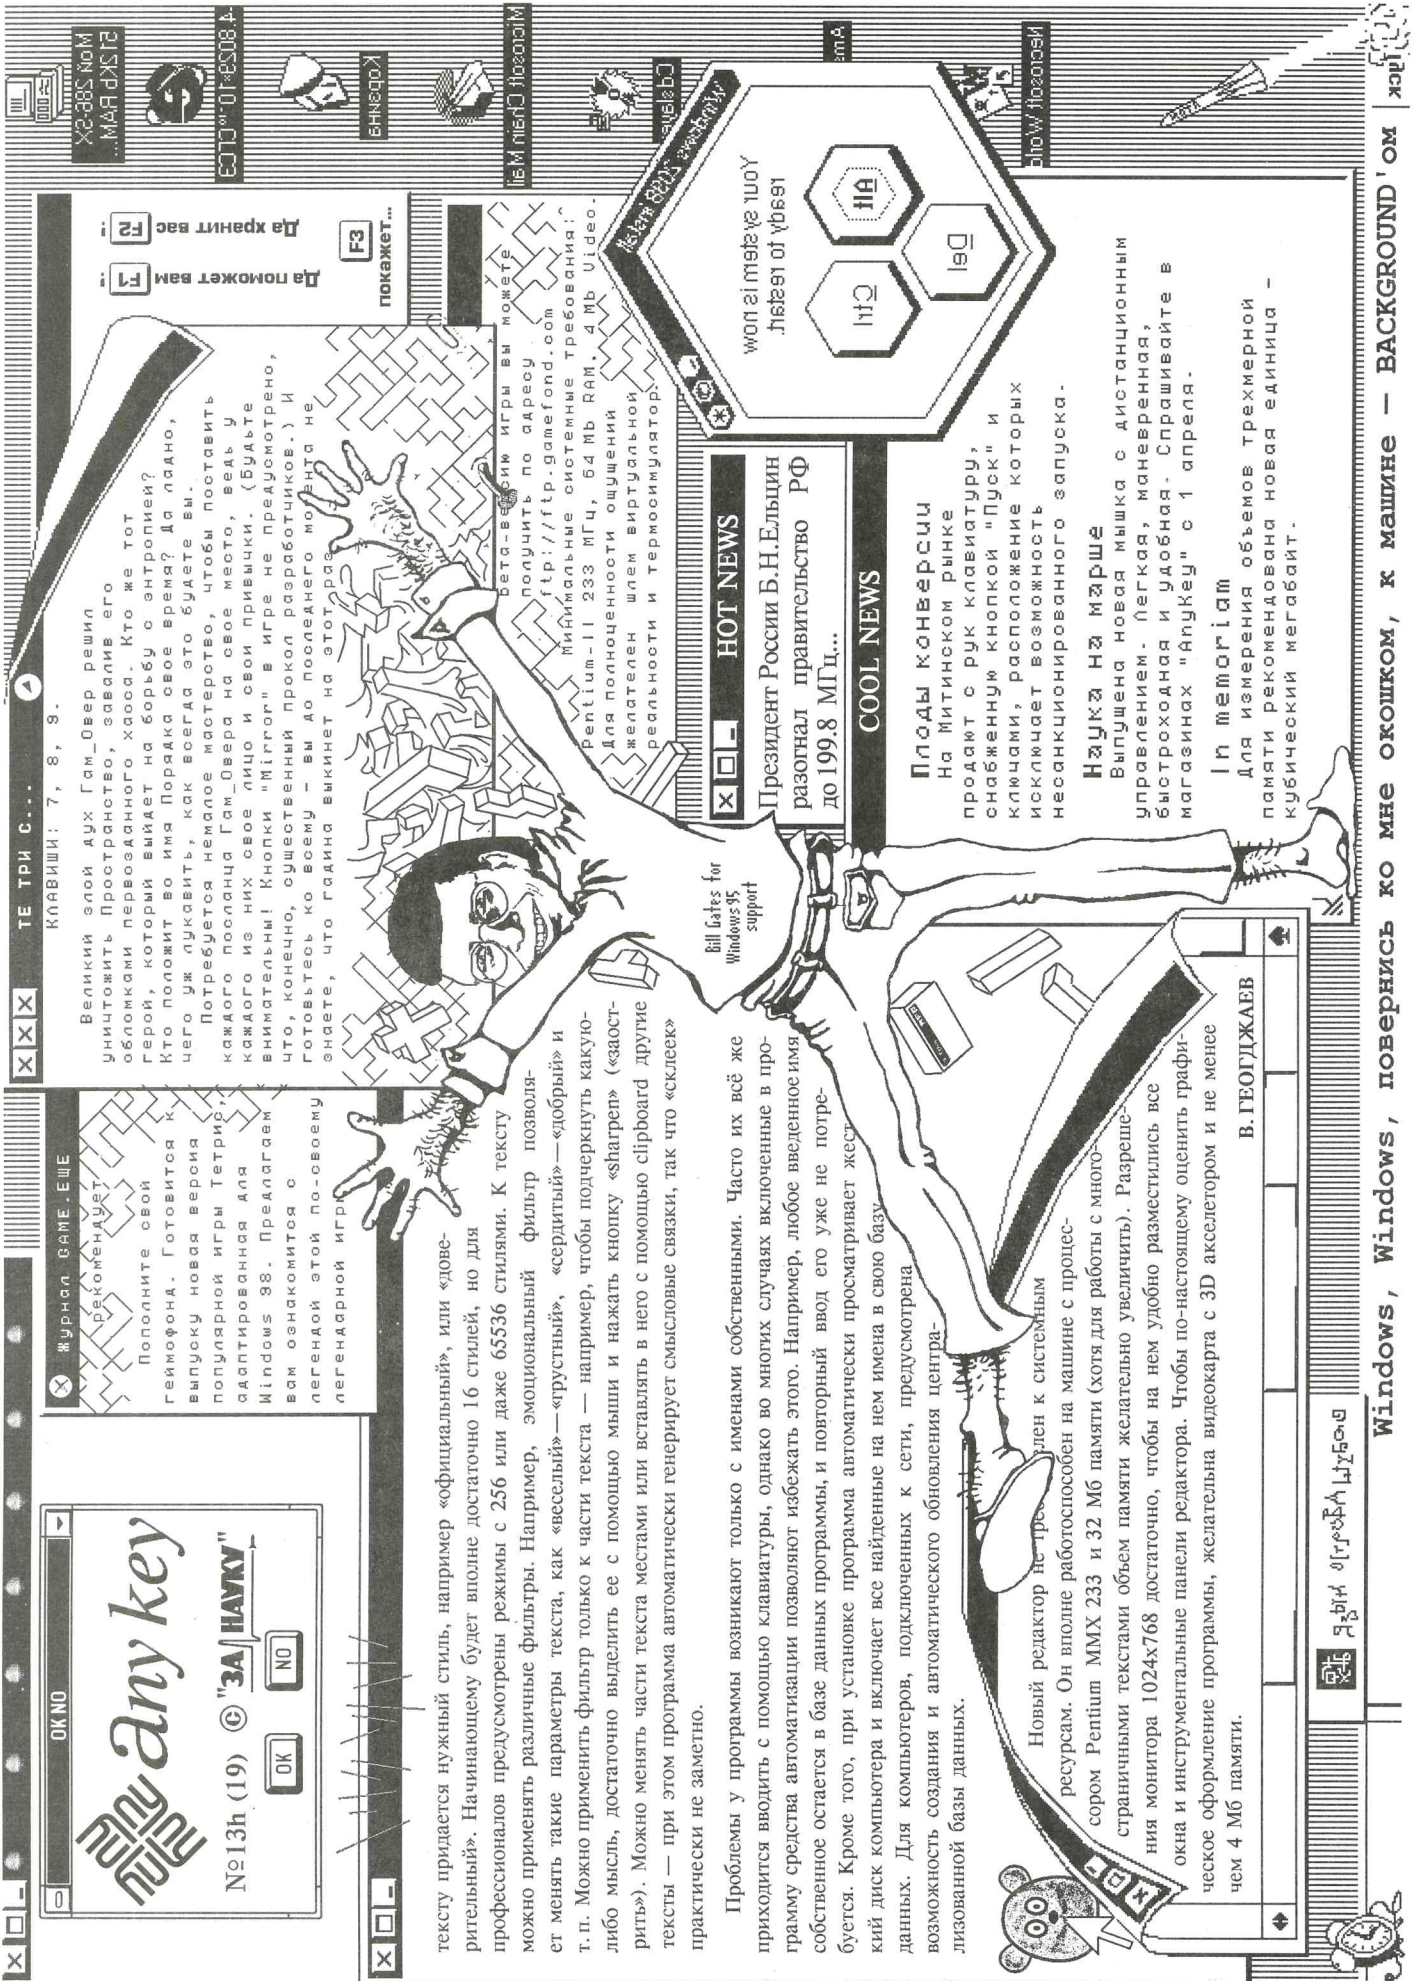 OK NO
any key
№13h (19) © "ЗА НАУКУ"
OK
NO
Журнал GAME.ЕЩЕ
рекомендует
Пополните свой
геймофонд. Готовится к
выпуску новая версия
популярной игры Тетрис,
адаптированная для
Windows 98. Предлагаем
вам ознакомится с
легендой этой по-своему
легендарной игры
ТЕ ТРИ С...
КЛАВИШИ: 7, 8, 9.
Великий злой дух Гам_Овер решил
уничтожить Пространство, завалив его
обломками первозданного хаоса. Кто же тот
герой, который выйдет на борьбу с энтропией?
Кто положит во имя Порядка свое время? Да ладно,
чего уж лукавить, как всегда это будете вы.
Потребуется немалое мастерство, чтобы поставить
каждого посланца Гам_Овера на свое место, ведь у
каждого из них свое лицо и свои привычки. (Будьте
внимательны! Кнопки "Mirror" в игре не предусмотрено,
что, конечно, существенный прокол разработчиков.) И
готовьтесь ко всему – вы до последнего момента не
знаете, что гадина выкинет на этот раз
бета-версию игры вы можете
получить по адресу
ftp://ftp.gamefond.com
Минимальные системные требования:
Pentium-II 233 МГц, 64 Mb RAM, 4 Mb Video.
Для полноценности ощущений
желателен шлем виртуальной
реальности и термосимулятор.
Да поможет вам F1 !
Да хранит вас F2 !
F3
покажет...
Мой 286-SX
512Kb RAM...
Корзина
Microsoft Chain Mail
Necrosoft Word
Windows 2098 install
Your system is now
ready to restart.
Ctrl
Alt
Del
HOT NEWS
Президент России Б.Н.Ельцин
разогнал правительство РФ
до 199.8 МГц...
COOL NEWS
Плоды конверсии
На Митинском рынке
продают с рук клавиатуру,
снабженную кнопкой "Пуск" и
ключами, расположение которых
исключает возможность
несанкционированного запуска.
Наука на марше
Выпущена новая мышка с дистанционным
управлением. Легкая, маневренная,
быстроходная и удобная. Спрашивайте в
магазинах "AnyKey" с 1 апреля.
In memoriam
Для измерения объемов трехмерной
памяти рекомендована новая единица –
кубический мегабайт.
Bill Gates for
Windows 95
support
тексту придается нужный стиль, например «официальный», или «дове-
рительный». Начинающему будет вполне достаточно 16 стилей, но для
профессионалов предусмотрены режимы с 256 или даже 65536 стилями. К тексту
можно применять различные фильтры. Например, эмоциональный фильтр позволя-
ет менять такие параметры текста, как «веселый»—«грустный», «сердитый»—«добрый» и
т. п. Можно применить фильтр только к части текста — например, чтобы подчеркнуть какую-
либо мысль, достаточно выделить ее с помощью мыши и нажать кнопку «sharpen» («заост-
рить»). Можно менять части текста местами или вставлять в него с помощью clipboard другие
тексты — при этом программа автоматически генерирует смысловые связки, так что «склеек»
практически не заметно.
Проблемы у программы возникают только с именами собственными. Часто их всё же
приходится вводить с помощью клавиатуры, однако во многих случаях включенные в про-
грамму средства автоматизации позволяют избежать этого. Например, любое введенное имя
собственное остается в базе данных программы, и повторный ввод его уже не потре-
буется. Кроме того, при установке программа автоматически просматривает жест
кий диск компьютера и включает все найденные на нем имена в свою базу
данных. Для компьютеров, подключенных к сети, предусмотрена
возможность создания и автоматического обновления центра-
лизованной базы данных.
Новый редактор не треб лен к системным
ресурсам. Он вполне работоспособен на машине с процес-
сором Pentium MMX 233 и 32 Мб памяти (хотя для работы с много-
страничными текстами объем памяти желательно увеличить). Разреше-
ния монитора 1024x768 достаточно, чтобы на нем удобно разместились все
окна и инструментальные панели редактора. Чтобы по-настоящему оценить графи-
ческое оформление программы, желательна видеокарта с 3D акселетором и не менее
чем 4 Мб памяти.
В. ГЕОДЖАЕВ
Windows, Windows, повернись ко мне окошком, к машине — BACKGROUND'ом